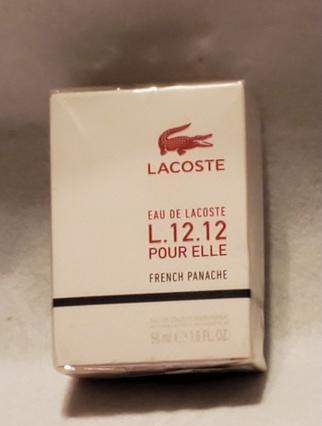 LACOSTE
EAU DE LACOSTE
L.12.12
POUR ELLE
FRENCH PANACHE
50 ml e 1.6 FL. OZ.